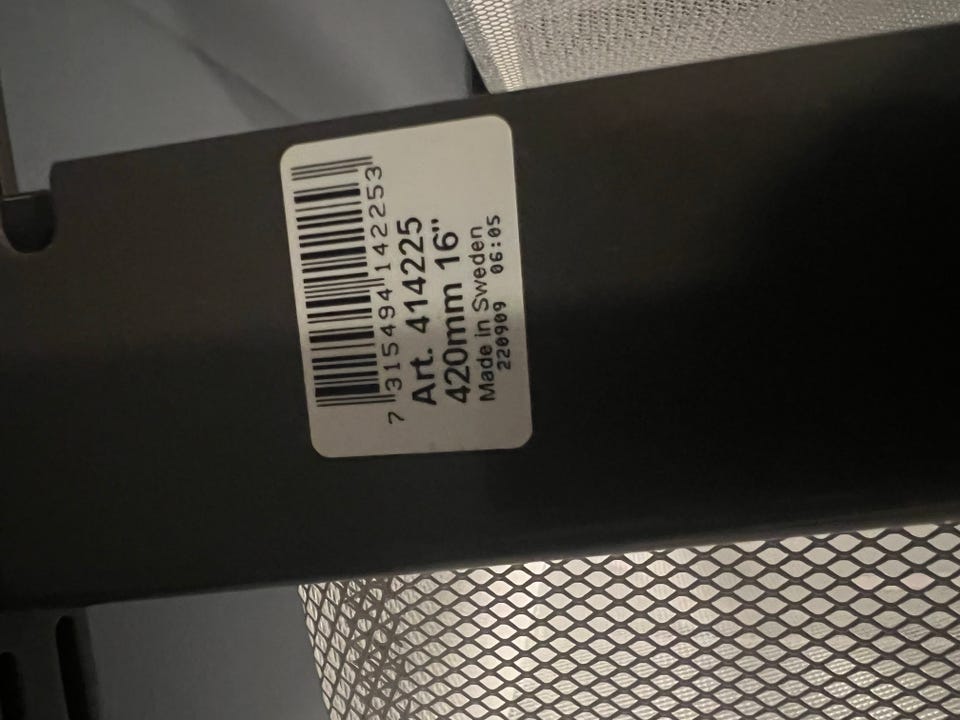 7 315494 142253
Art. 414225
420mm 16"
Made in Sweden
220909 06:05